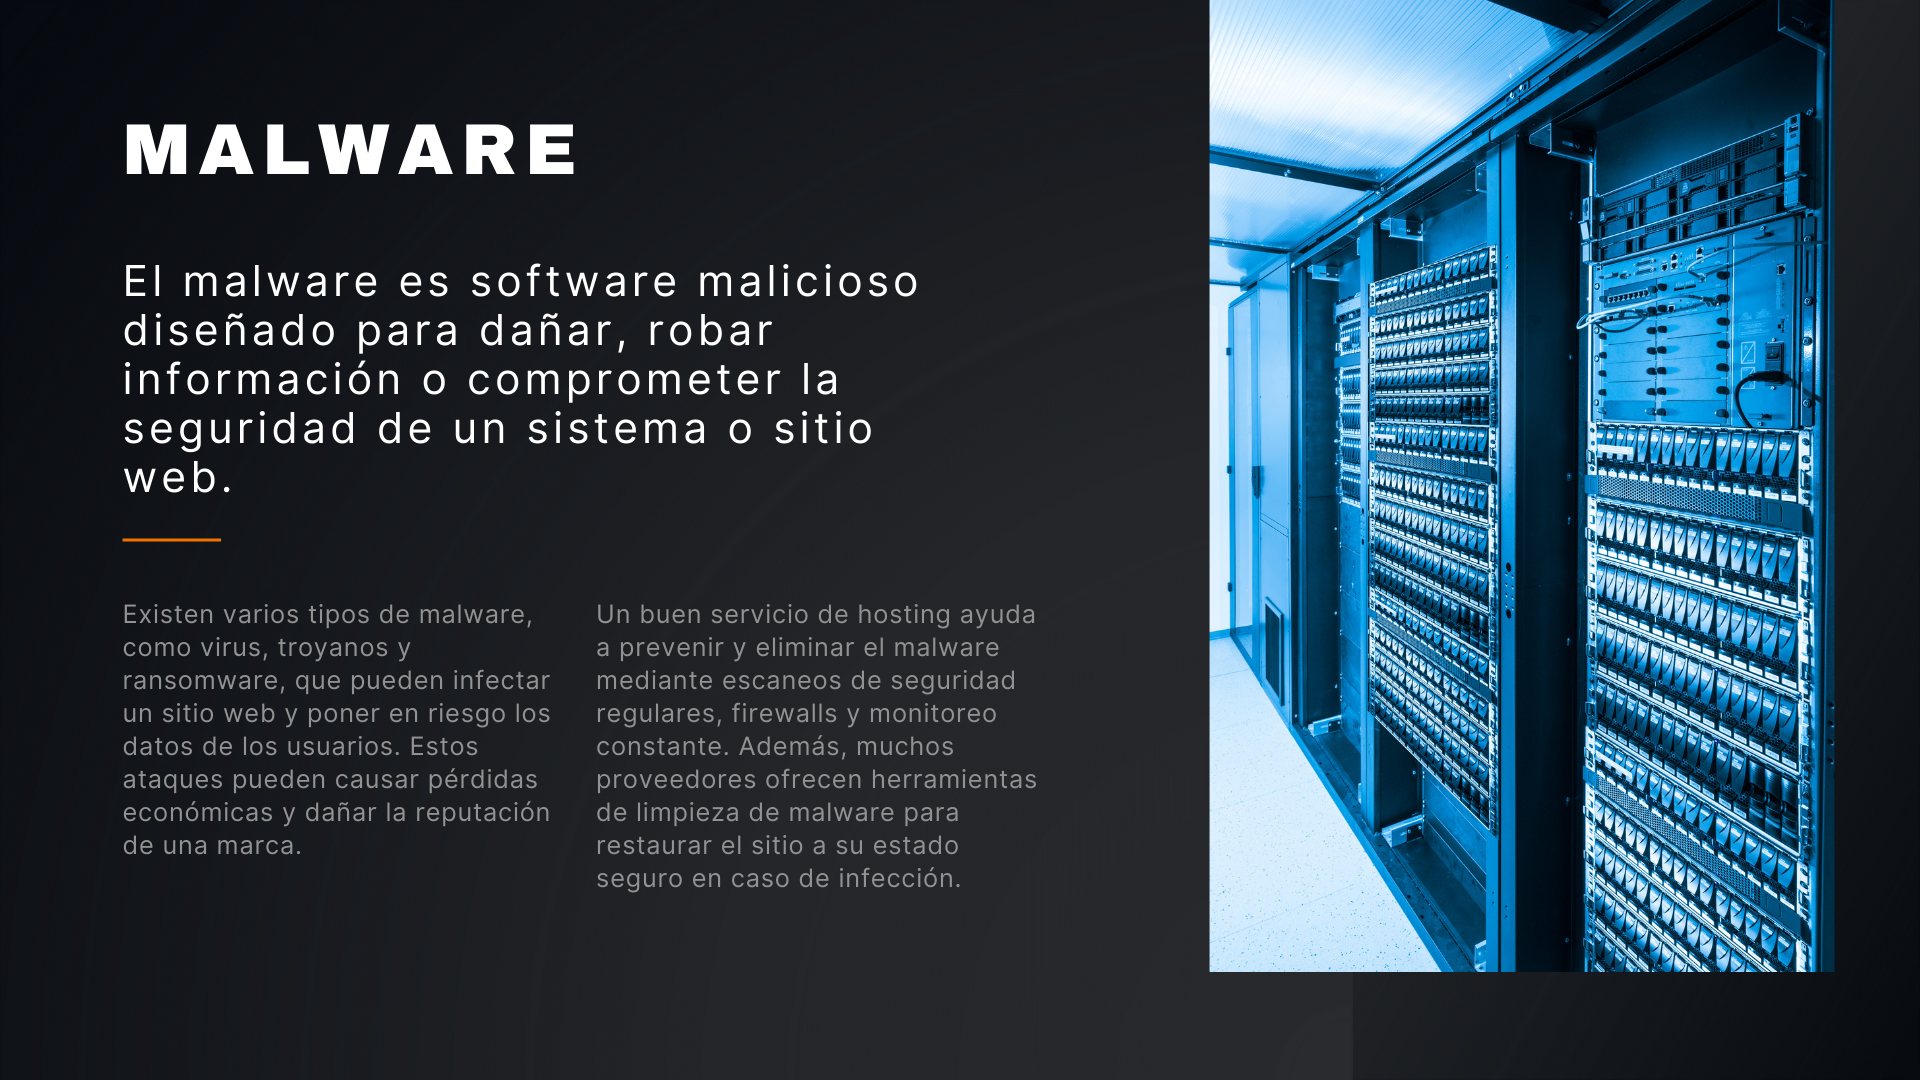 MALWARE
El malware es software malicioso
diseñado para dañar, robar
información o comprometer la
seguridad de un sistema o sitio
web.
Existen varios tipos de malware,
como virus, troyanos y
ransomware, que pueden infectar
un sitio web y poner en riesgo los
datos de los usuarios. Estos
ataques pueden causar pérdidas
económicas y dañar la reputación
de una marca.
Un buen servicio de hosting ayuda
a prevenir y eliminar el malware
mediante escaneos de seguridad
regulares, firewalls y monitoreo
constante. Además, muchos
proveedores ofrecen herramientas
de limpieza de malware para
restaurar el sitio a su estado
seguro en caso de infección.